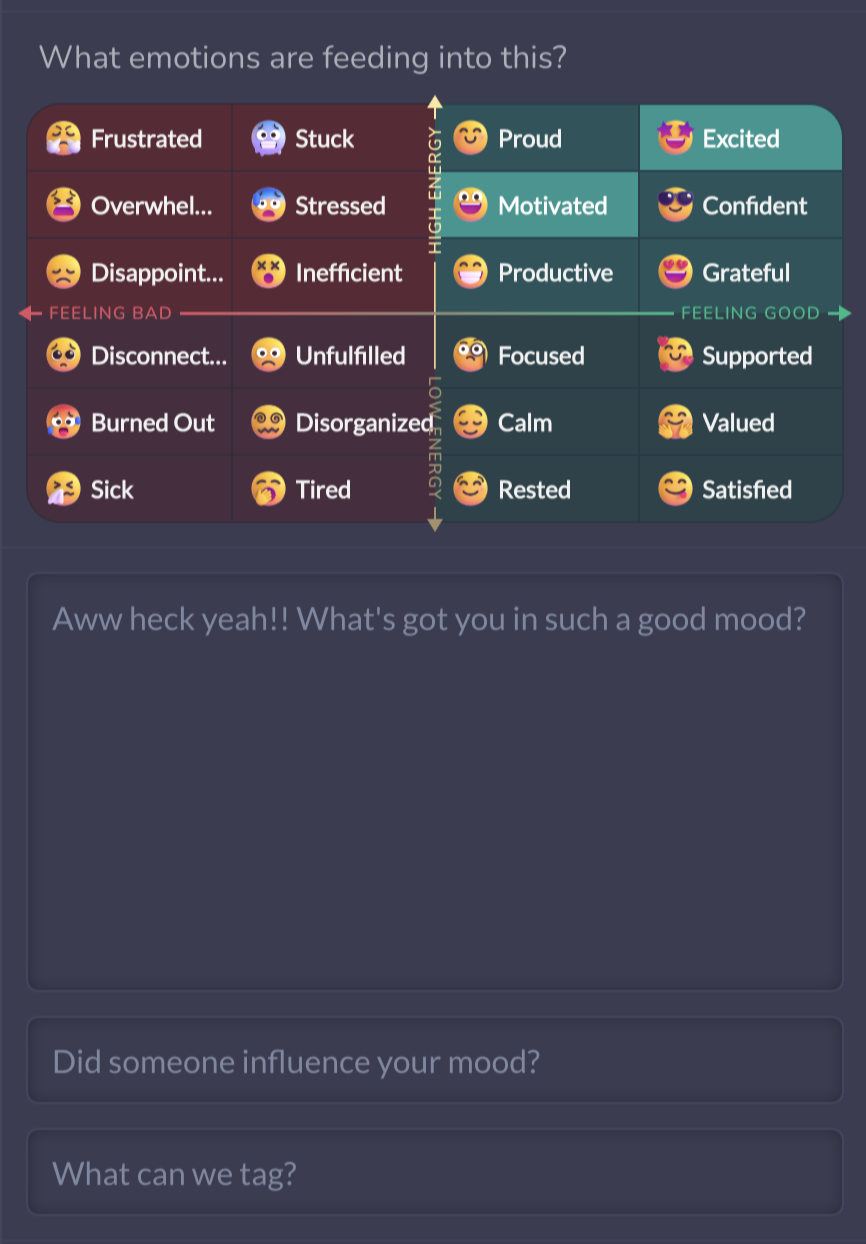 What emotions are feeding into this?
Frustrated Stuck Proud Excited
HIGH ENERGY
Overwhel... Stressed Motivated Confident
Disappoint... Inefficient Productive Grateful
FEELING BAD FEELING GOOD
Disconnect... Unfulfilled Focused Supported
LOW ENERGY
Burned Out Disorganized Calm Valued
Sick Tired Rested Satisfied
Aww heck yeah!! What's got you in such a good mood?
Did someone influence your mood?
What can we tag?